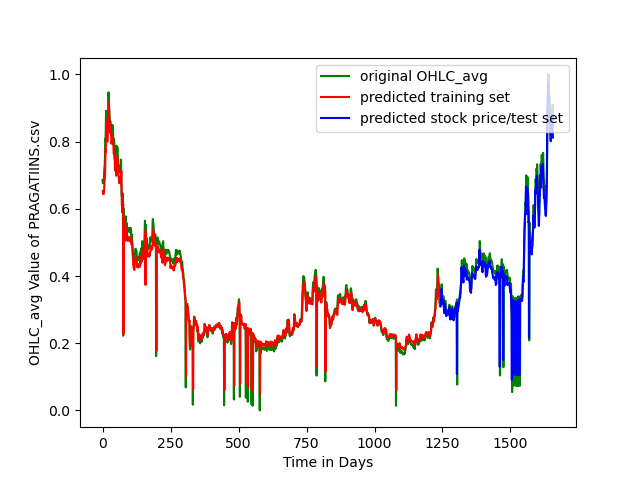 original OHLC_avg
predicted training set
predicted stock price/test set
OHLC_avg Value of PRAGATIINS.csv
1.0
0.8
0.6
0.4
0.2
0.0
0 250 500 750 1000 1250 1500
Time in Days